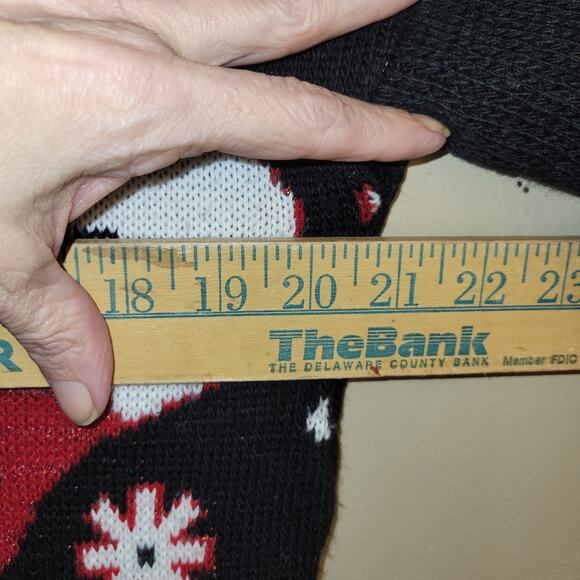 18 19 20 21 22 23
R TheBank
THE DELAWARE COUNTY BANK Member FDIC